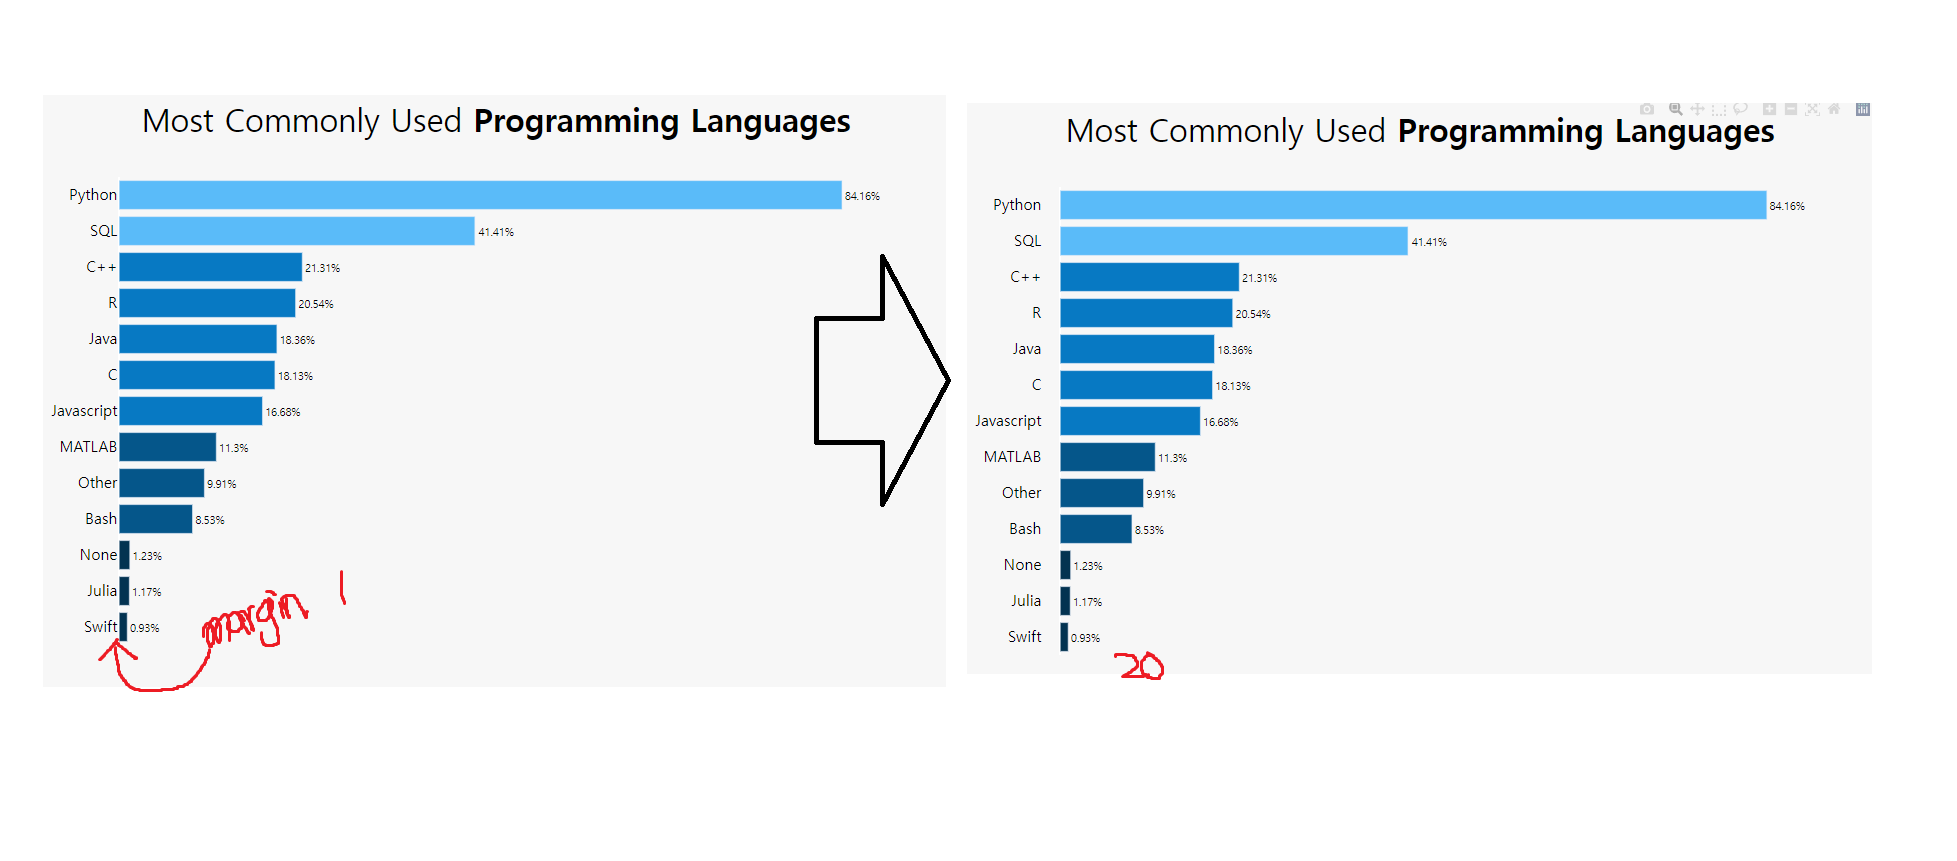 Most Commonly Used Programming Languages
Python 84.16%
SQL 41.41%
C++ 21.31%
R 20.54%
Java 18.36%
C 18.13%
Javascript 16.68%
MATLAB 11.3%
Other 9.91%
Bash 8.53%
None 1.23%
Julia 1.17%
Swift 0.93%
margin 1
Most Commonly Used Programming Languages
Python 84.16%
SQL 41.41%
C++ 21.31%
R 20.54%
Java 18.36%
C 18.13%
Javascript 16.68%
MATLAB 11.3%
Other 9.91%
Bash 8.53%
None 1.23%
Julia 1.17%
Swift 0.93%
20